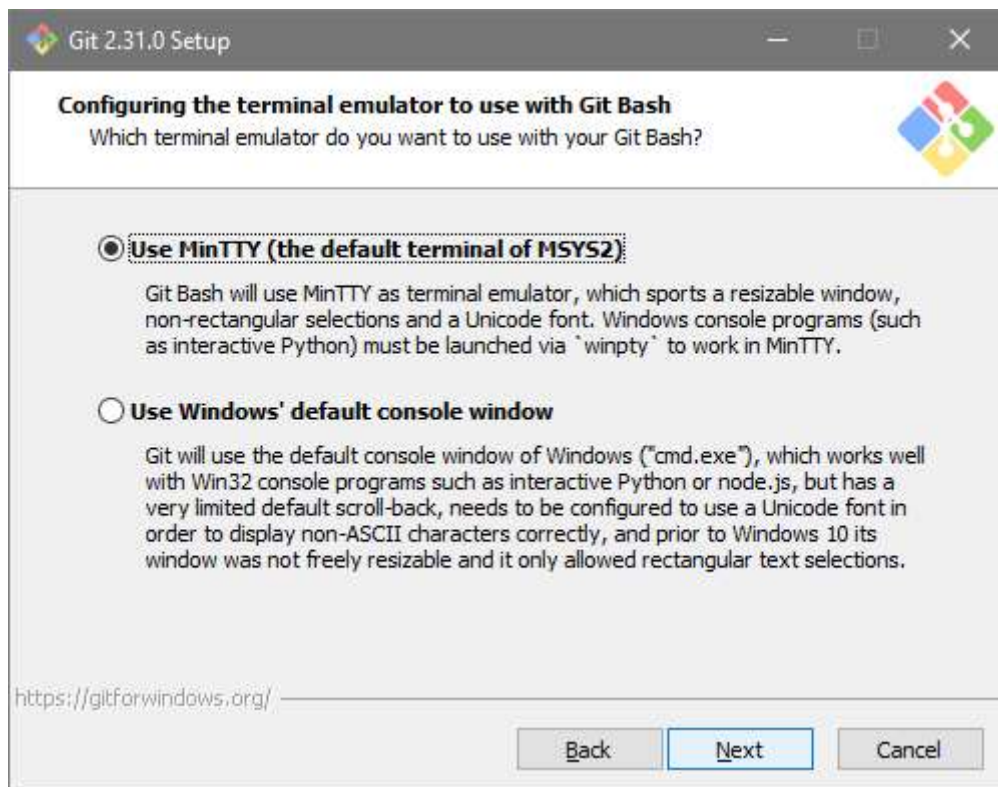 Git 2.31.0 Setup
Configuring the terminal emulator to use with Git Bash
Which terminal emulator do you want to use with your Git Bash?
Use MinTTY (the default terminal of MSYS2)
Git Bash will use MinTTY as terminal emulator, which sports a resizable window,
non-rectangular selections and a Unicode font. Windows console programs (such
as interactive Python) must be launched via `winpty` to work in MinTTY.
Use Windows' default console window
Git will use the default console window of Windows ("cmd.exe"), which works well
with Win32 console programs such as interactive Python or node.js, but has a
very limited default scroll-back, needs to be configured to use a Unicode font in
order to display non-ASCII characters correctly, and prior to Windows 10 its
window was not freely resizable and it only allowed rectangular text selections.
https://gitforwindows.org/
Back Next Cancel